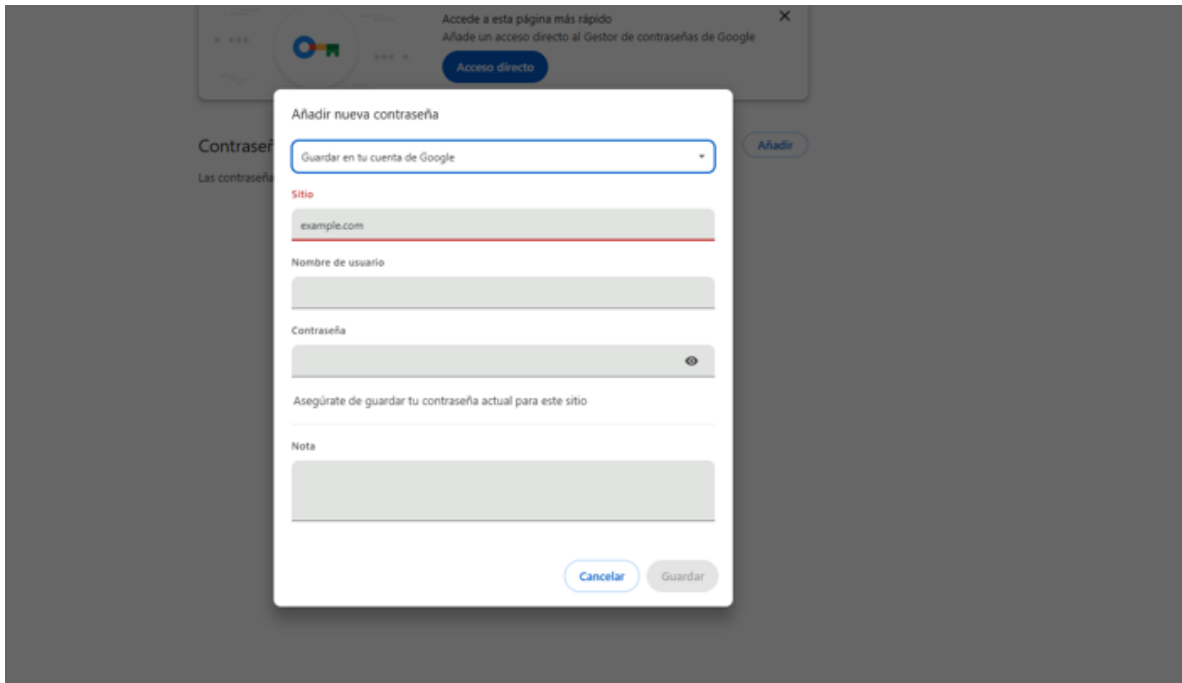 Accede a esta página más rápido
Añade un acceso directo al Gestor de contraseñas de Google
Acceso directo
Añadir nueva contraseña
Guardar en tu cuenta de Google
Añadir
Las
Sitio
example.com
Nombre de usuario
Contraseña
Asegúrate de guardar tu contraseña actual para este sitio
Nota
Cancelar
Guardar